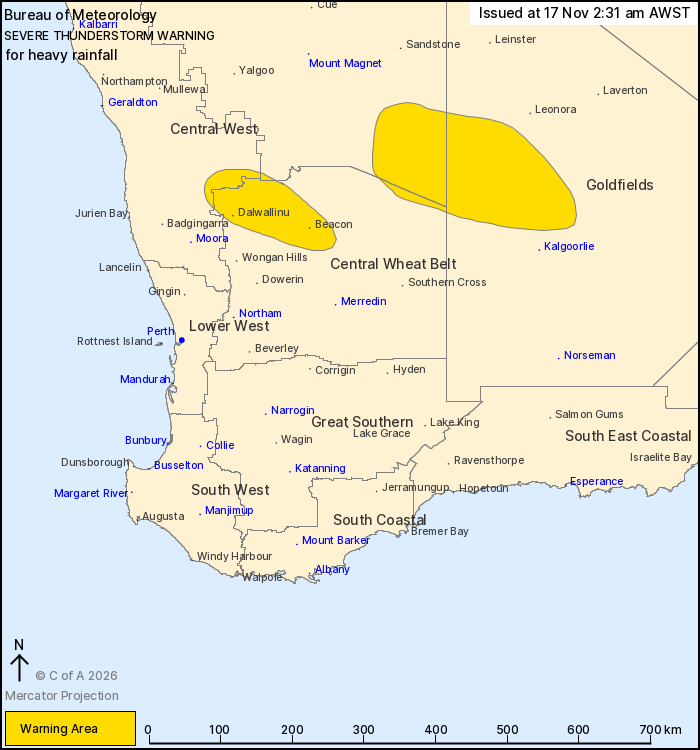 Bureau of Meteorology
SEVERE THUNDERSTORM WARNING
for heavy rainfall
Issued at 17 Nov 2:31 am AWST
Cue
Kalbarri
Sandstone
Leinster
Mount Magnet
Yalgoo
Northampton
Mullewa
Laverton
Geraldton
Leonora
Central West
Goldfields
Jurien Bay
Dalwallinu
Badgingarra
Beacon
Moora
Kalgoorlie
Wongan Hills
Lancelin
Central Wheat Belt
Dowerin
Southern Cross
Gingin
Merredin
Northam
Perth
Lower West
Rottnest Island
Beverley
Norseman
Corrigin
Hyden
Mandurah
Narrogin
Salmon Gums
Great Southern
Lake King
Lake Grace
South East Coastal
Bunbury
Collie
Wagin
Israelite Bay
Dunsborough
Busselton
Ravensthorpe
Katanning
Esperance
Margaret River
South West
Jerramungup
Hopetoun
Manjimup
Augusta
South Coastal
Bremer Bay
Mount Barker
Windy Harbour
Albany
Walpole
N
© C of A 2026
Mercator Projection
Warning Area
0 100 200 300 400 500 600 700 km